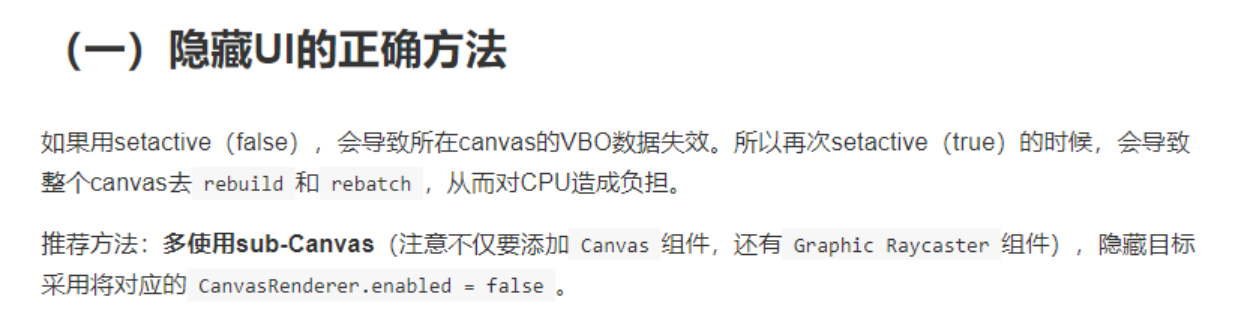 （一）隐藏UI的正确方法
如果用setactive（false），会导致所在canvas的VBO数据失效。所以再次setactive（true）的时候，会导致
整个canvas去 rebuild 和 rebatch ，从而对CPU造成负担。
推荐方法：多使用sub-Canvas（注意不仅要添加 Canvas 组件，还有 Graphic Raycaster 组件），隐藏目标
采用将对应的 CanvasRenderer.enabled = false 。